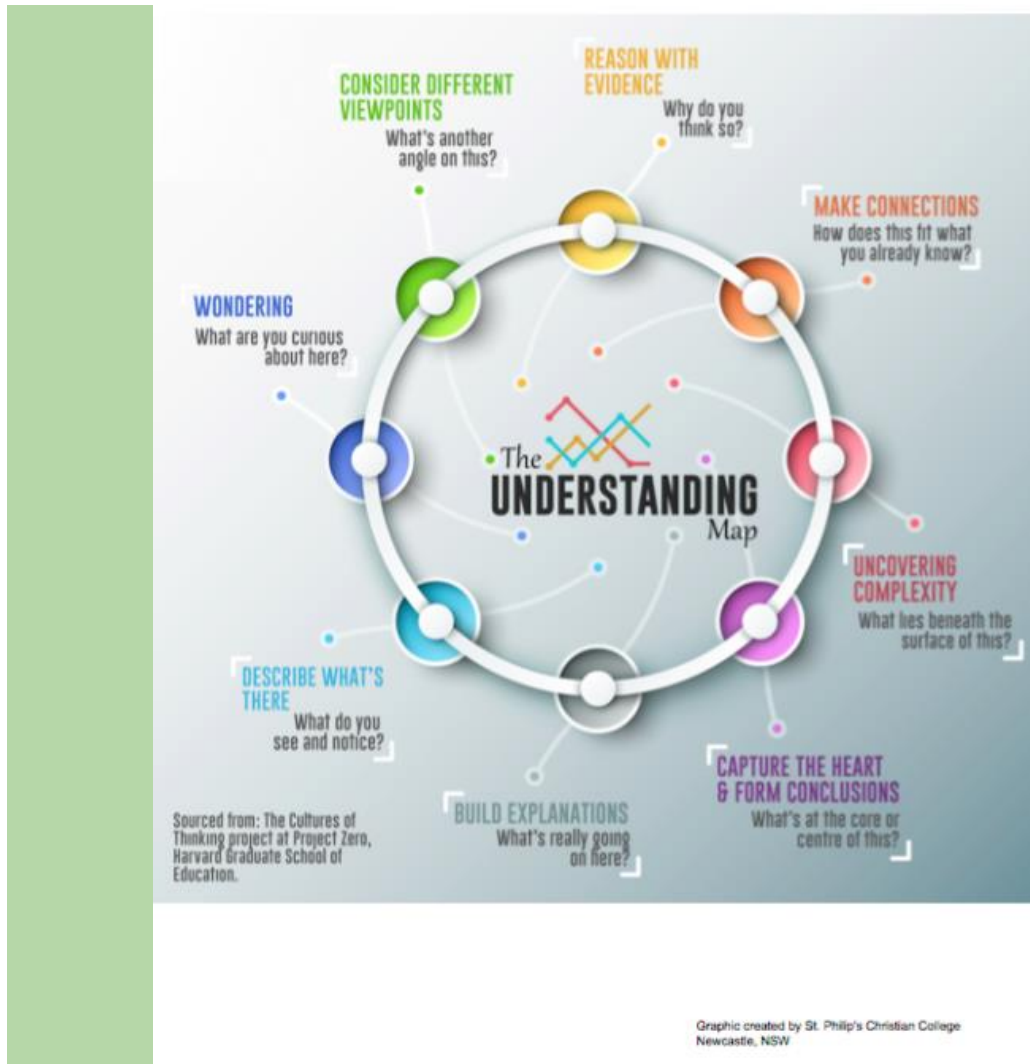 REASON WITH
EVIDENCE
Why do you
think so?
CONSIDER DIFFERENT
VIEWPOINTS
What's another
angle on this?
MAKE CONNECTIONS
How does this fit what
you already know?
WONDERING
What are you curious
about here?
The
UNDERSTANDING
Map
UNCOVERING
COMPLEXITY
What lies beneath the
surface of this?
DESCRIBE WHAT'S
THERE
What do you
see and notice?
CAPTURE THE HEART
& FORM CONCLUSIONS
What's at the core or
centre of this?
BUILD EXPLANATIONS
What's really going
on here?
Sourced from: The Cultures of
Thinking project at Project Zero,
Harvard Graduate School of
Education.
Graphic created by St. Philip's Christian College
Newcastle, NSW